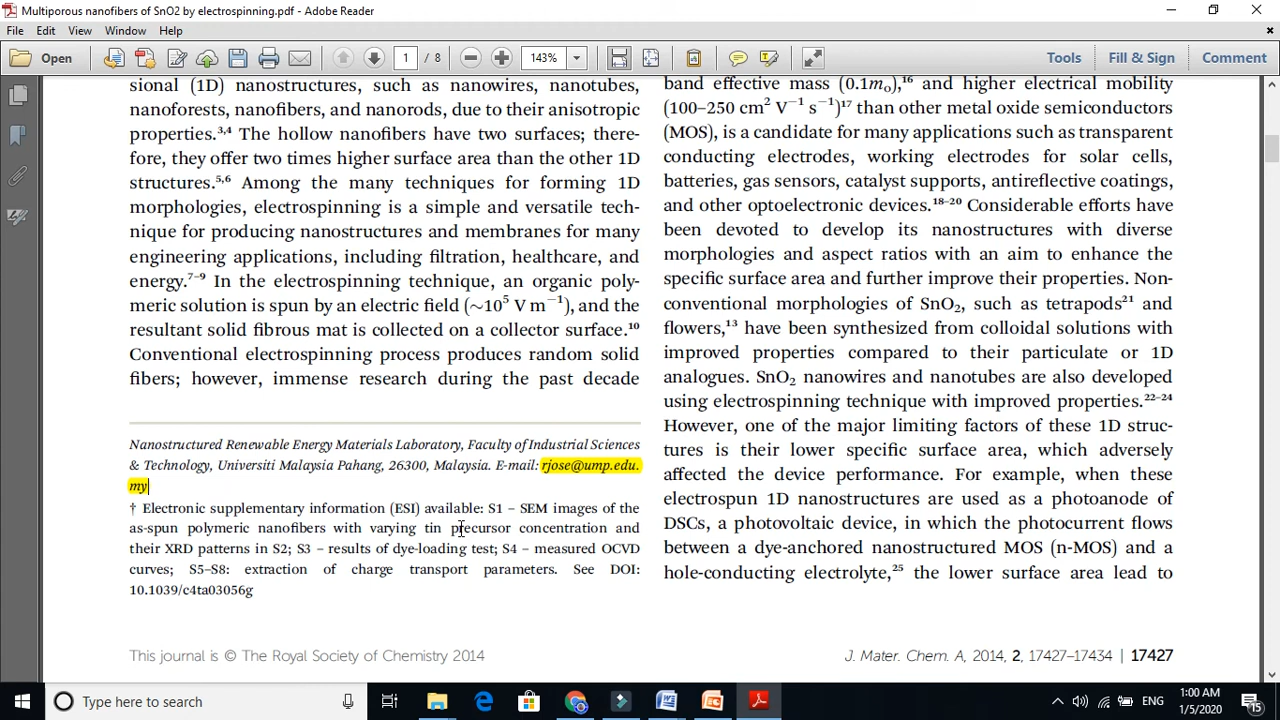 Multiporous nanofibers of SnO2 by electrospinning.pdf - Adobe Reader
File Edit View Window Help
Open 1 / 8 143% Tools Fill & Sign Comment
sional (1D) nanostructures, such as nanowires, nanotubes,
nanoforests, nanofibers, and nanorods, due to their anisotropic
properties.3,4 The hollow nanofibers have two surfaces; there-
fore, they offer two times higher surface area than the other 1D
structures.5,6 Among the many techniques for forming 1D
morphologies, electrospinning is a simple and versatile tech-
nique for producing nanostructures and membranes for many
engineering applications, including filtration, healthcare, and
energy.7–9 In the electrospinning technique, an organic poly-
meric solution is spun by an electric field (∼10⁵ V m⁻¹), and the
resultant solid fibrous mat is collected on a collector surface.10
Conventional electrospinning process produces random solid
fibers; however, immense research during the past decade
Nanostructured Renewable Energy Materials Laboratory, Faculty of Industrial Sciences
& Technology, Universiti Malaysia Pahang, 26300, Malaysia. E-mail: rjose@ump.edu.
my
† Electronic supplementary information (ESI) available: S1 – SEM images of the
as-spun polymeric nanofibers with varying tin precursor concentration and
their XRD patterns in S2; S3 – results of dye-loading test; S4 – measured OCVD
curves; S5–S8: extraction of charge transport parameters. See DOI:
10.1039/c4ta03056g
band effective mass (0.1m₀),16 and higher electrical mobility
(100–250 cm² V⁻¹ s⁻¹)17 than other metal oxide semiconductors
(MOS), is a candidate for many applications such as transparent
conducting electrodes, working electrodes for solar cells,
batteries, gas sensors, catalyst supports, antireflective coatings,
and other optoelectronic devices.18–20 Considerable efforts have
been devoted to develop its nanostructures with diverse
morphologies and aspect ratios with an aim to enhance the
specific surface area and further improve their properties. Non-
conventional morphologies of SnO₂, such as tetrapods21 and
flowers,13 have been synthesized from colloidal solutions with
improved properties compared to their particulate or 1D
analogues. SnO₂ nanowires and nanotubes are also developed
using electrospinning technique with improved properties.22–24
However, one of the major limiting factors of these 1D struc-
tures is their lower specific surface area, which adversely
affected the device performance. For example, when these
electrospun 1D nanostructures are used as a photoanode of
DSCs, a photovoltaic device, in which the photocurrent flows
between a dye-anchored nanostructured MOS (n-MOS) and a
hole-conducting electrolyte,25 the lower surface area lead to
This journal is © The Royal Society of Chemistry 2014
J. Mater. Chem. A, 2014, 2, 17427–17434 | 17427
Type here to search
ENG
1:00 AM
1/5/2020
15